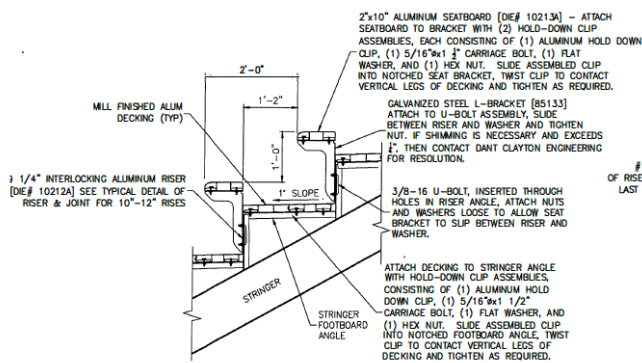 2"x10" ALUMINUM SEATBOARD [DIE# 10213A] – ATTACH
SEATBOARD TO BRACKET WITH (2) HOLD-DOWN CLIP
ASSEMBLIES, EACH CONSISTING OF (1) ALUMINUM HOLD DOWN
CLIP, (1) 5/16"øx1 ½" CARRIAGE BOLT, (1) FLAT
WASHER, AND (1) HEX NUT. SLIDE ASSEMBLED CLIP
INTO NOTCHED SEAT BRACKET, TWIST CLIP TO CONTACT
VERTICAL LEGS OF DECKING AND TIGHTEN AS REQUIRED.
2'-0"
1'-2"
MILL FINISHED ALUM
DECKING (TYP)
1'-0"
1° SLOPE
GALVANIZED STEEL L-BRACKET [85133]
ATTACH TO U-BOLT ASSEMBLY, SLIDE
BETWEEN RISER AND WASHER AND TIGHTEN
NUT. IF SHIMMING IS NECESSARY AND EXCEEDS
THEN CONTACT DANT CLAYTON ENGINEERING
FOR RESOLUTION.
1/4" INTERLOCKING ALUMINUM RISER
[DIE# 10212A] SEE TYPICAL DETAIL OF
RISER & JOINT FOR 10"-12" RISES
#
OF RISE
LAST
3/8-16 U-BOLT, INSERTED THROUGH
HOLES IN RISER ANGLE, ATTACH NUTS
AND WASHERS LOOSE TO ALLOW SEAT
BRACKET TO SLIP BETWEEN RISER AND
WASHER.
STRINGER
STRINGER
FOOTBOARD
ANGLE
ATTACH DECKING TO STRINGER ANGLE
WITH HOLD-DOWN CLIP ASSEMBLIES,
CONSISTING OF (1) ALUMINUM HOLD
DOWN CLIP, (1) 5/16"øx1 1/2"
CARRIAGE BOLT, (1) FLAT WASHER, AND
(1) HEX NUT. SLIDE ASSEMBLED CLIP
INTO NOTCHED FOOTBOARD ANGLE, TWIST
CLIP TO CONTACT VERTICAL LEGS OF
DECKING AND TIGHTEN AS REQUIRED.